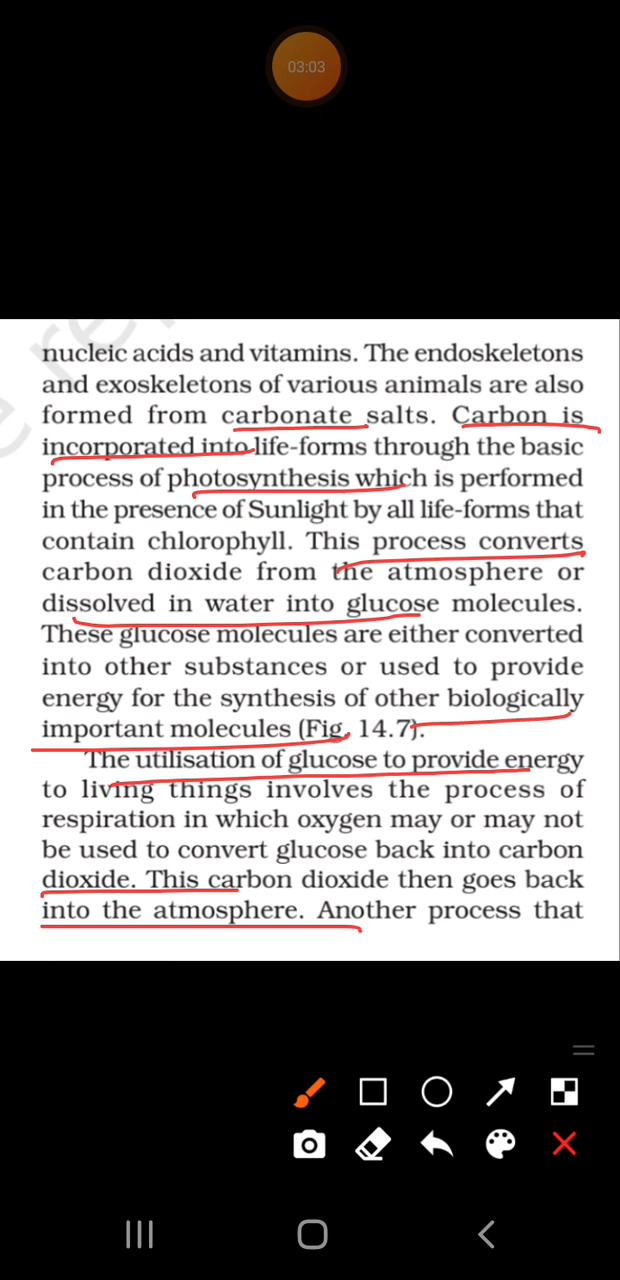 03:03
nucleic acids and vitamins. The endoskeletons
and exoskeletons of various animals are also
formed from carbonate salts. Carbon is
incorporated into life-forms through the basic
process of photosynthesis which is performed
in the presence of Sunlight by all life-forms that
contain chlorophyll. This process converts
carbon dioxide from the atmosphere or
dissolved in water into glucose molecules.
These glucose molecules are either converted
into other substances or used to provide
energy for the synthesis of other biologically
important molecules (Fig. 14.7).
The utilisation of glucose to provide energy
to living things involves the process of
respiration in which oxygen may or may not
be used to convert glucose back into carbon
dioxide. This carbon dioxide then goes back
into the atmosphere. Another process that